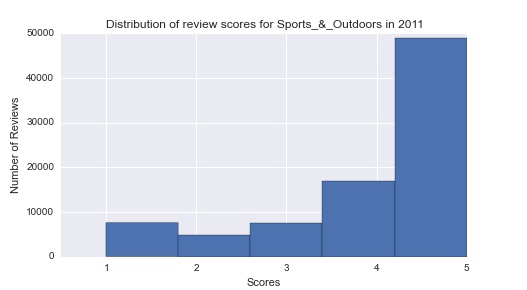 Distribution of review scores for Sports_&_Outdoors in 2011
50000
40000
30000
20000
10000
0
Number of Reviews
1 2 3 4 5
Scores